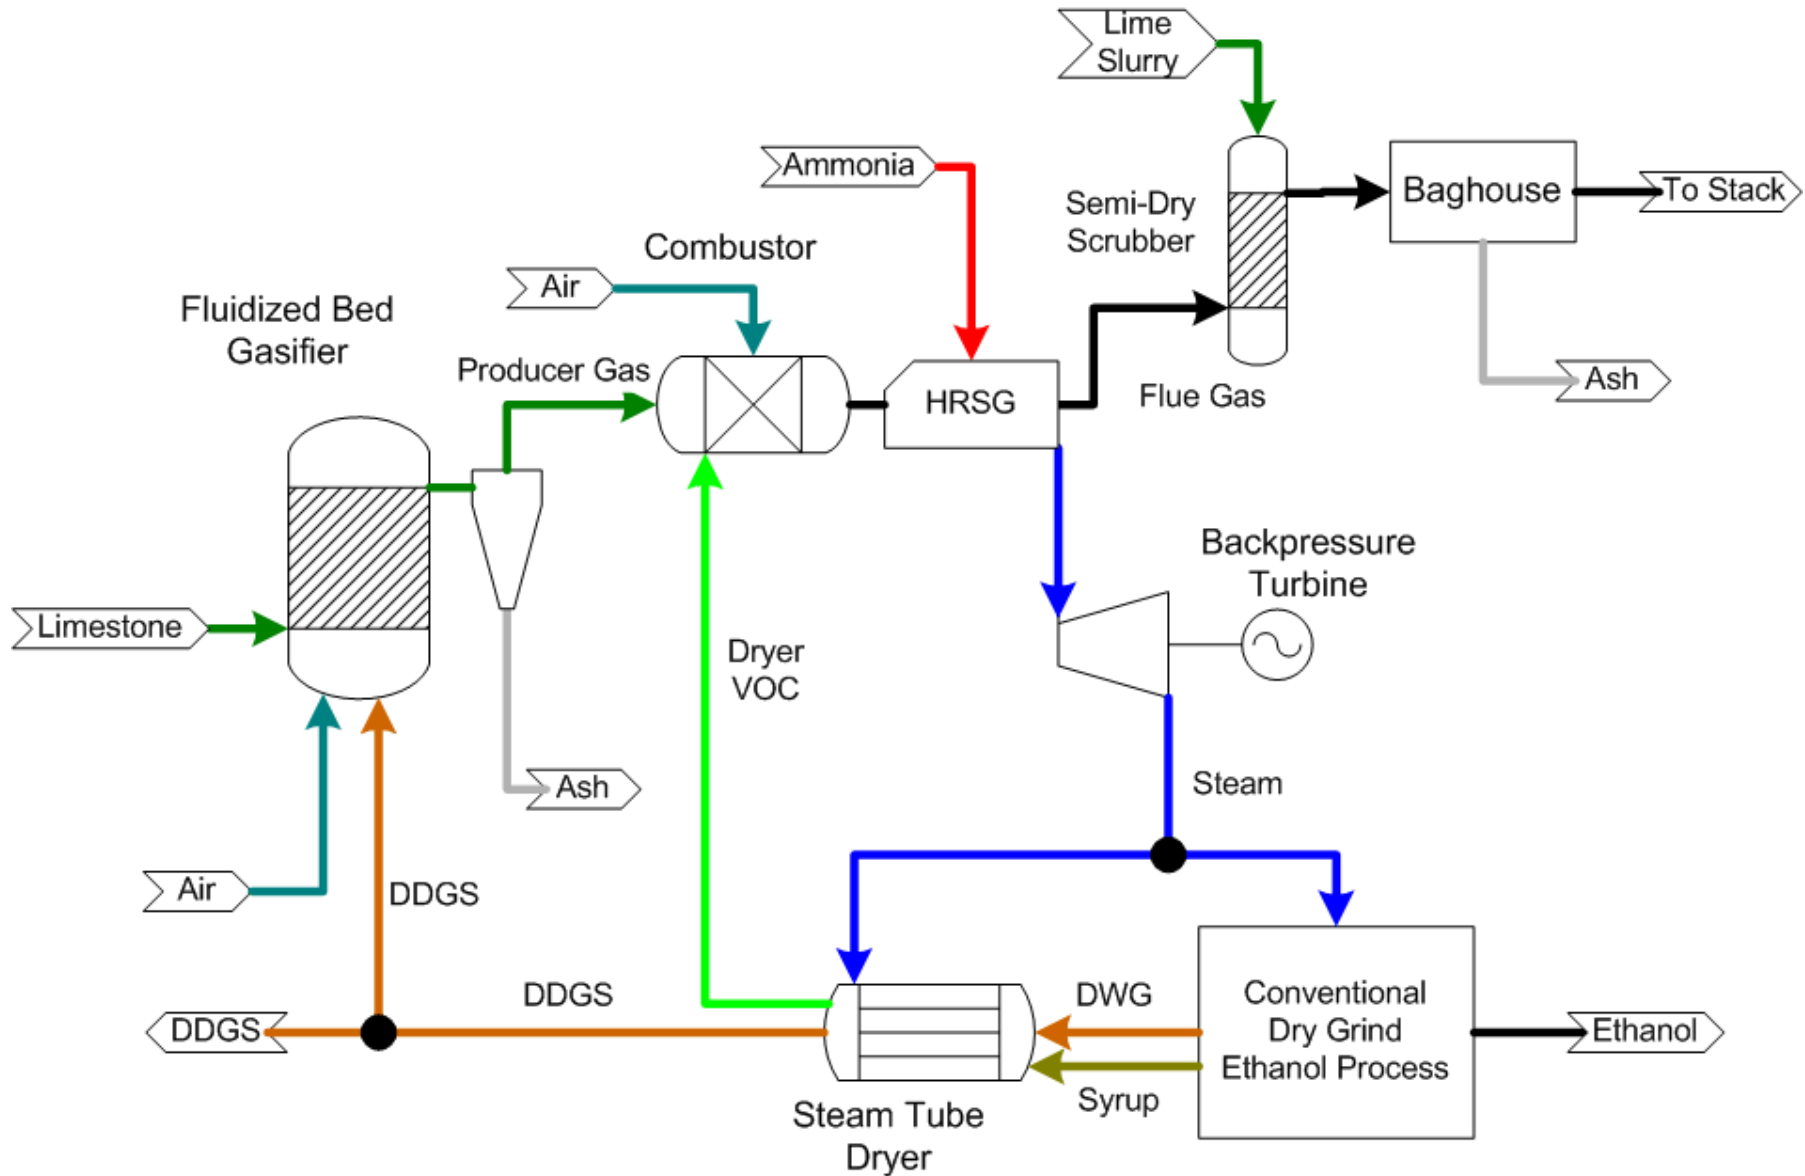 Lime
Slurry
Ammonia
Baghouse
To Stack
Semi-Dry
Scrubber
Combustor
Air
Fluidized Bed
Gasifier
Producer Gas
HRSG
Flue Gas
Ash
Backpressure
Turbine
Limestone
Dryer
VOC
Ash
Steam
Air
DDGS
DDGS
DDGS
DWG
Syrup
Conventional
Dry Grind
Ethanol Process
Ethanol
Steam Tube
Dryer